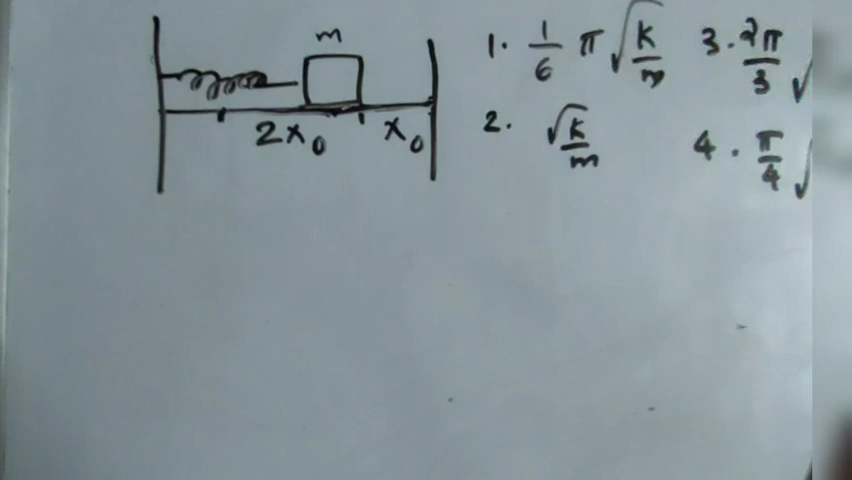 m
2x₀ x₀
1. 1/6 π √(k/m) 3. 2π/3 √
2. √(k/m) 4. π/4 √